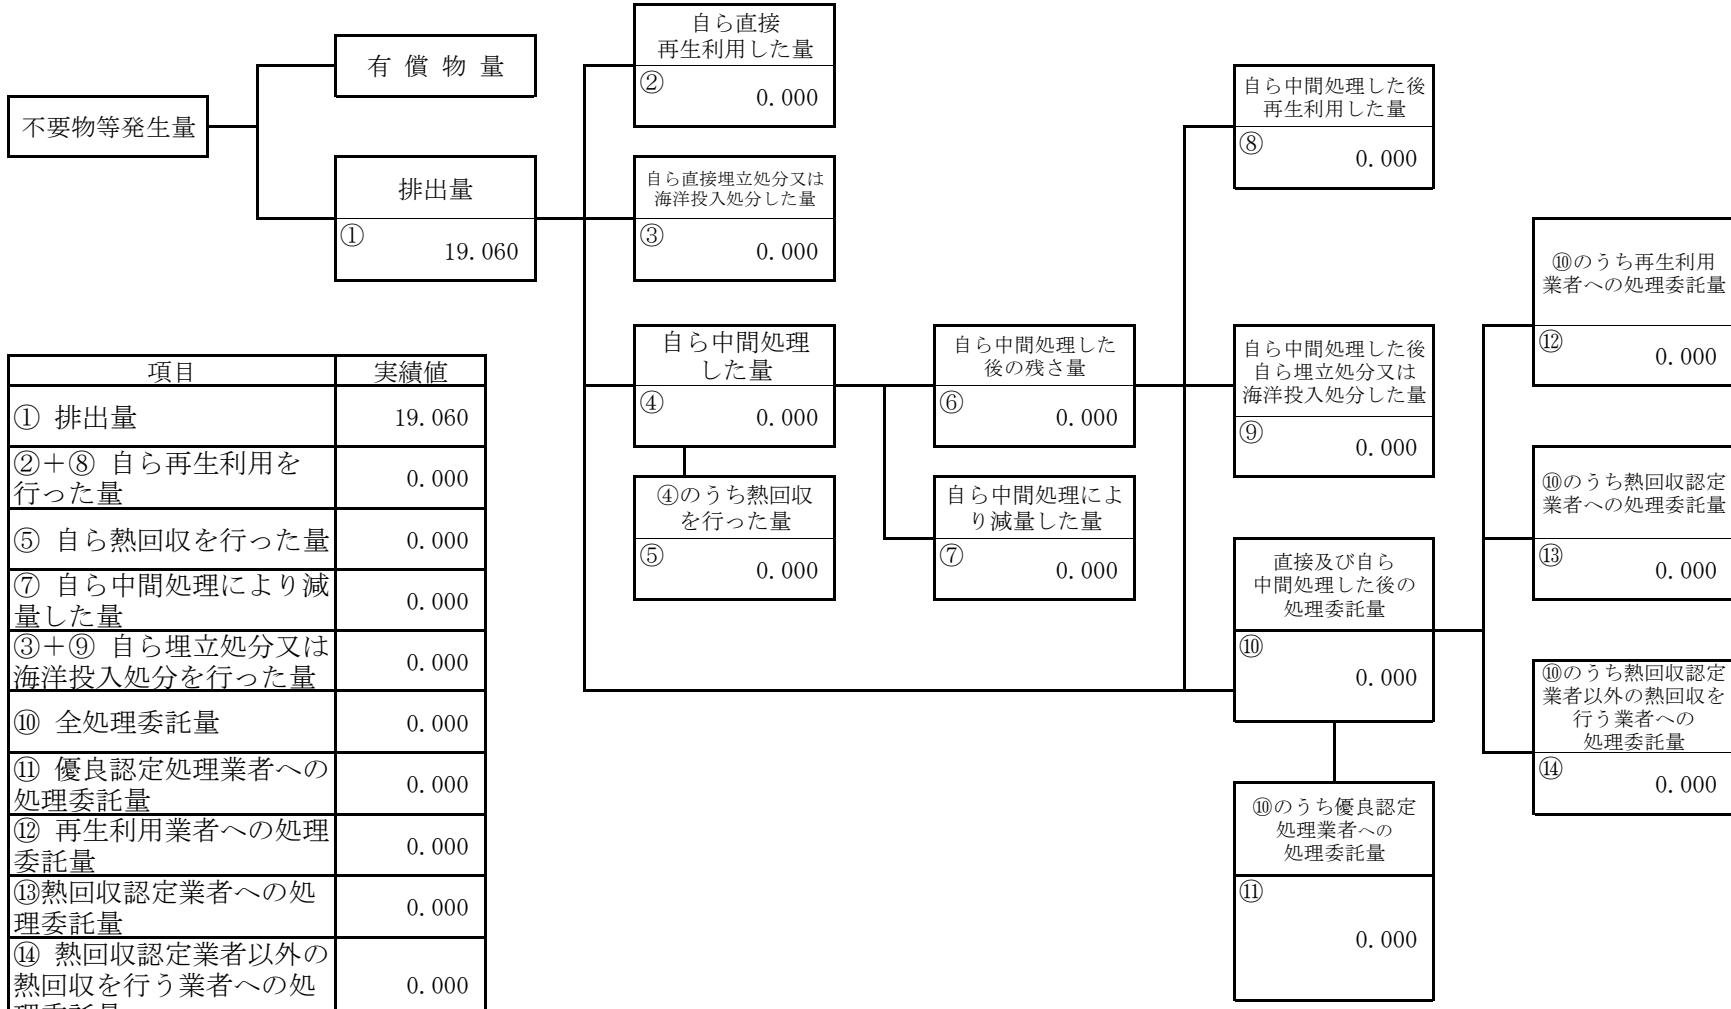 不要物等発生量
有 償 物 量
排出量
①
19.060
自ら直接
再生利用した量
②
0.000
自ら直接埋立処分又は
海洋投入処分した量
③
0.000
自ら中間処理
した量
④
0.000
④のうち熱回収
を行った量
⑤
0.000
自ら中間処理した
後の残さ量
⑥
0.000
自ら中間処理によ
り減量した量
⑦
0.000
自ら中間処理した後
再生利用した量
⑧
0.000
自ら中間処理した後
自ら埋立処分又は
海洋投入処分した量
⑨
0.000
直接及び自ら
中間処理した後の
処理委託量
⑩
0.000
⑩のうち優良認定
処理業者への
処理委託量
⑪
0.000
⑩のうち再生利用
業者への処理委託量
⑫
0.000
⑩のうち熱回収認定
業者への処理委託量
⑬
0.000
⑩のうち熱回収認定
業者以外の熱回収を
行う業者への
処理委託量
⑭
0.000
項目 実績値
① 排出量 19.060
②+⑧ 自ら再生利用を
行った量 0.000
⑤ 自ら熱回収を行った量 0.000
⑦ 自ら中間処理により減
量した量 0.000
③+⑨ 自ら埋立処分又は
海洋投入処分を行った量 0.000
⑩ 全処理委託量 0.000
⑪ 優良認定処理業者への
処理委託量 0.000
⑫ 再生利用業者への処理
委託量 0.000
⑬熱回収認定業者への処
理委託量 0.000
⑭ 熱回収認定業者以外の
熱回収を行う業者への処 0.000